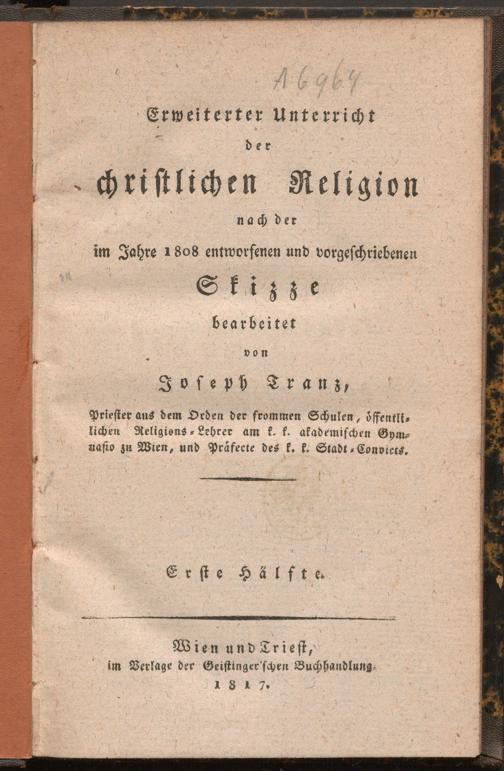 A6964
Erweiterter Unterricht
der
christlichen Religion
nach der
im Jahre 1808 entworfenen und vorgeschriebenen
Skizze
bearbeitet
von
Joseph Tranz,
Priester aus dem Orden der frommen Schulen, öffentli-
lichen Religions-Lehrer am k. k. akademischen Gym-
nasio zu Wien, und Präfecte des k. k. Stadt-Convicts.
Erste Hälfte.
Wien und Triest,
im Verlage der Geistinger'schen Buchhandlung.
1817.